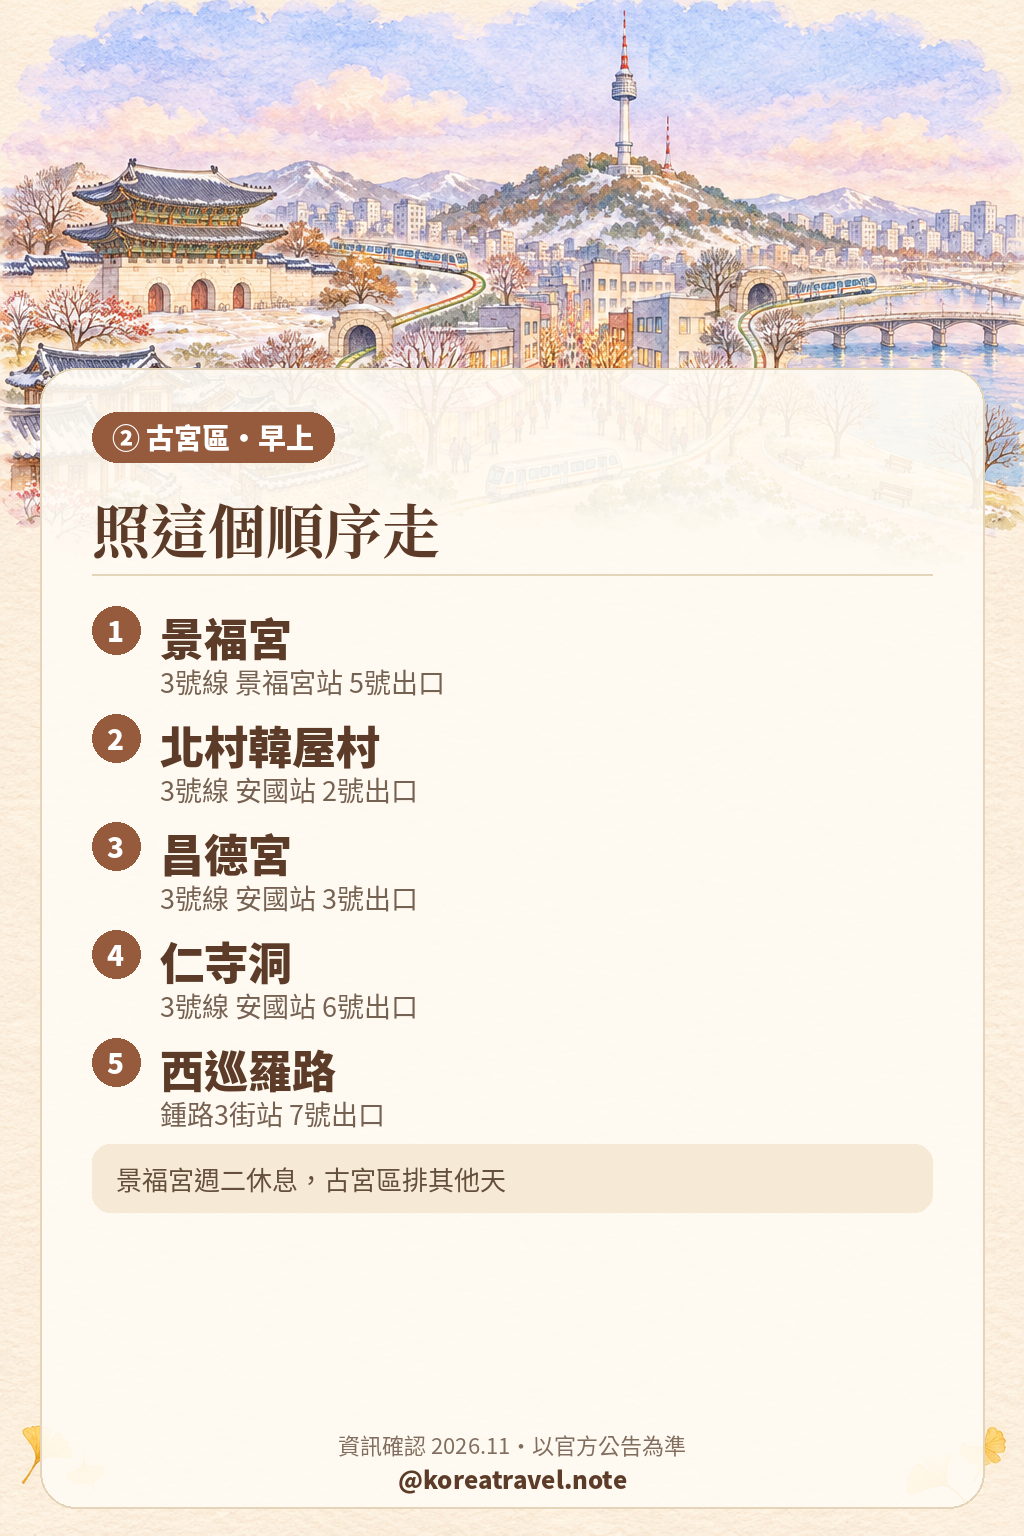 ② 古宮區・早上
照這個順序走
1 景福宮
3號線 景福宮站 5號出口
2 北村韓屋村
3號線 安國站 2號出口
3 昌德宮
3號線 安國站 3號出口
4 仁寺洞
3號線 安國站 6號出口
5 西巡羅路
鍾路3街站 7號出口
景福宮週二休息，古宮區排其他天
資訊確認 2026.11・以官方公告為準
@koreatravel.note